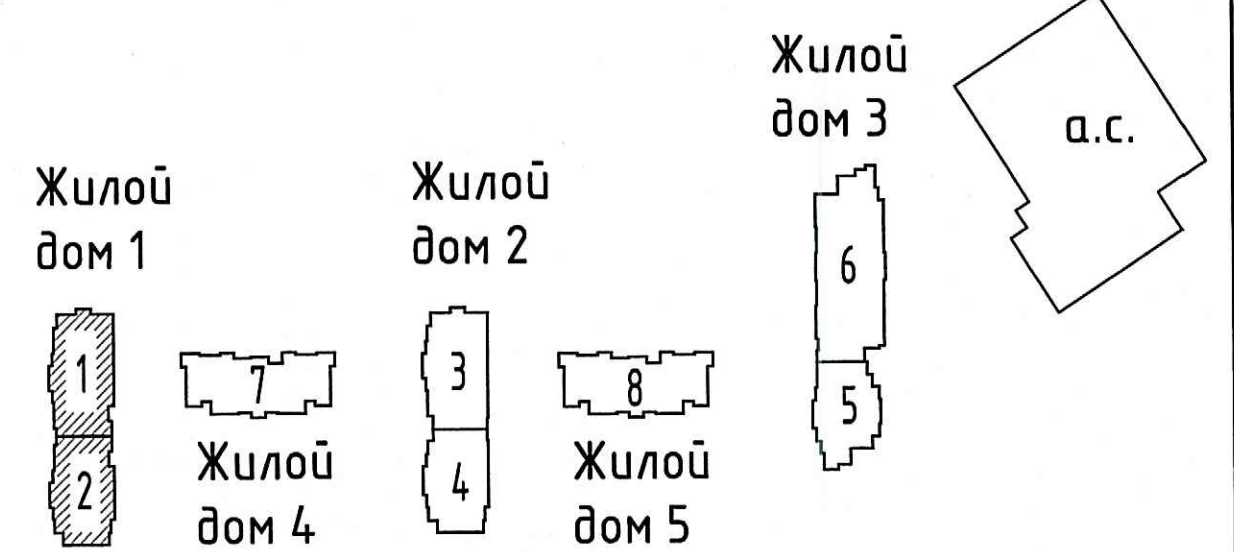 Жилой
дом 3
а.с.
Жилой
дом 1
Жилой
дом 2
6
1
7
3
8
5
2
Жилой
дом 4
4
Жилой
дом 5